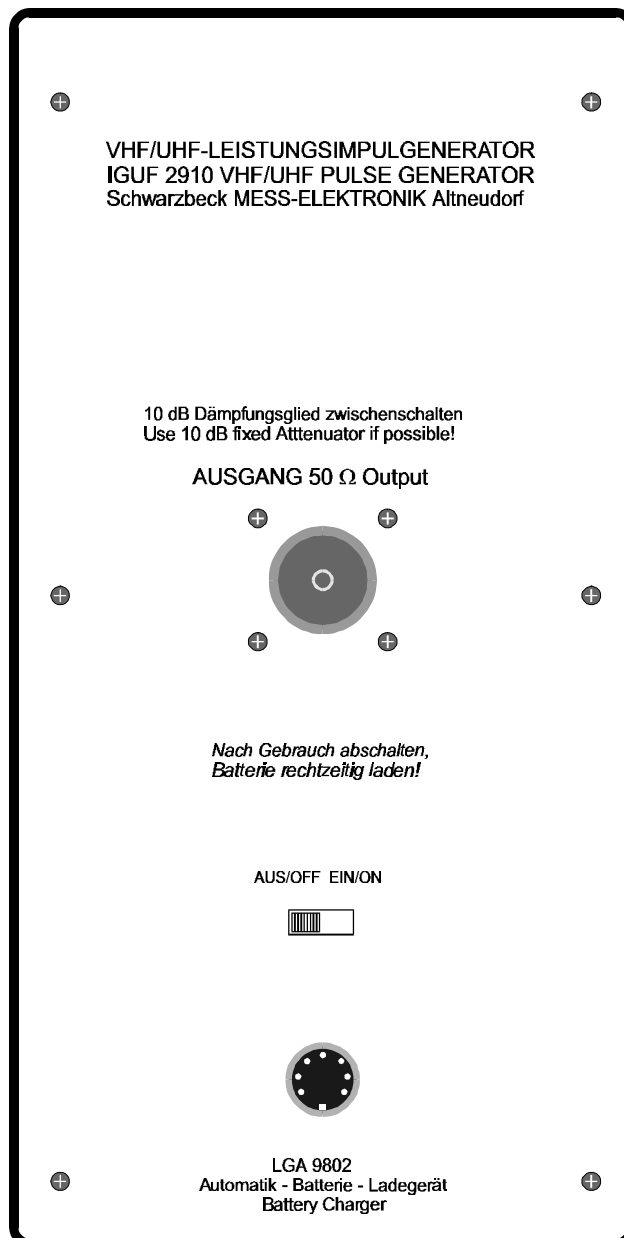 VHF/UHF-LEISTUNGSIMPULGENERATOR
IGUF 2910 VHF/UHF PULSE GENERATOR
Schwarzbeck MESS-ELEKTRONIK Altneudorf
10 dB Dämpfungsglied zwischenschalten
Use 10 dB fixed Atttenuator if possible!
AUSGANG 50 Ω Output
Nach Gebrauch abschalten,
Batterie rechtzeitig laden!
AUS/OFF EIN/ON
LGA 9802
Automatik - Batterie - Ladegerät
Battery Charger